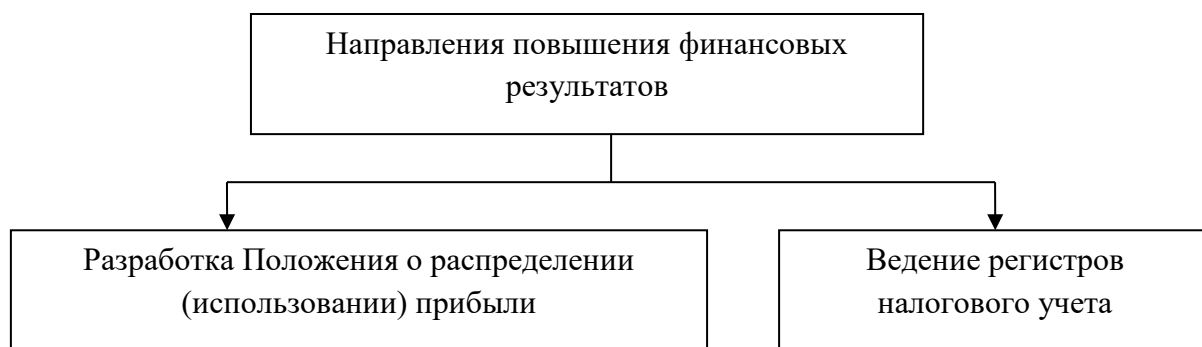 Направления повышения финансовых
результатов
Разработка Положения о распределении
(использовании) прибыли
Ведение регистров
налогового учета